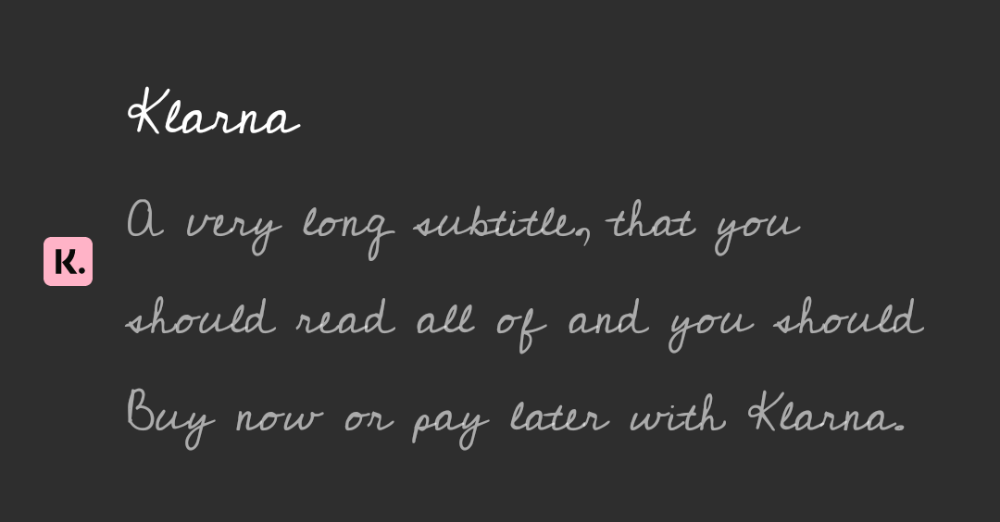 Klarna
A very long subtitle, that you
K.
should read all of and you should
Buy now or pay later with Klarna.